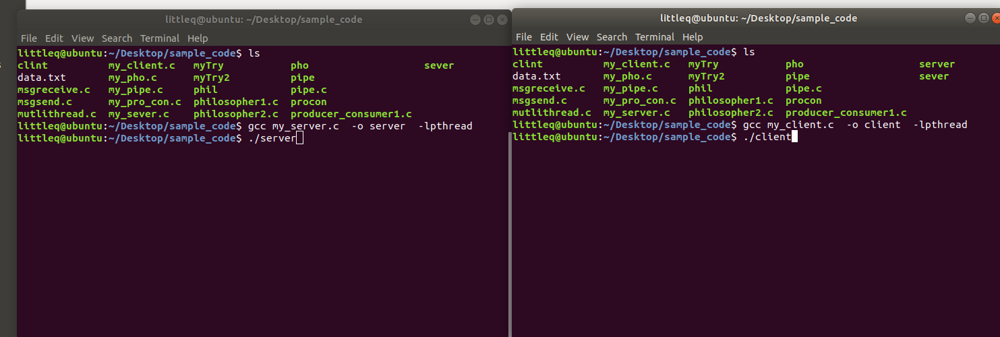 littleq@ubuntu: ~/Desktop/sample_code
File Edit View Search Terminal Help
littleq@ubuntu:~/Desktop/sample_code$ ls
clint my_client.c myTry pho sever
data.txt my_pho.c myTry2 pipe
msgreceive.c my_pipe.c phil pipe.c
msgsend.c my_pro_con.c philosopher1.c procon
mutlithread.c my_sever.c philosopher2.c producer_consumer1.c
littleq@ubuntu:~/Desktop/sample_code$ gcc my_server.c -o server -lpthread
littleq@ubuntu:~/Desktop/sample_code$ ./server
littleq@ubuntu: ~/Desktop/sample_code
File Edit View Search Terminal Help
littleq@ubuntu:~/Desktop/sample_code$ ls
clint my_client.c myTry pho server
data.txt my_pho.c myTry2 pipe sever
msgreceive.c my_pipe.c phil pipe.c
msgsend.c my_pro_con.c philosopher1.c procon
mutlithread.c my_server.c philosopher2.c producer_consumer1.c
littleq@ubuntu:~/Desktop/sample_code$ gcc my_client.c -o client -lpthread
littleq@ubuntu:~/Desktop/sample_code$ ./client